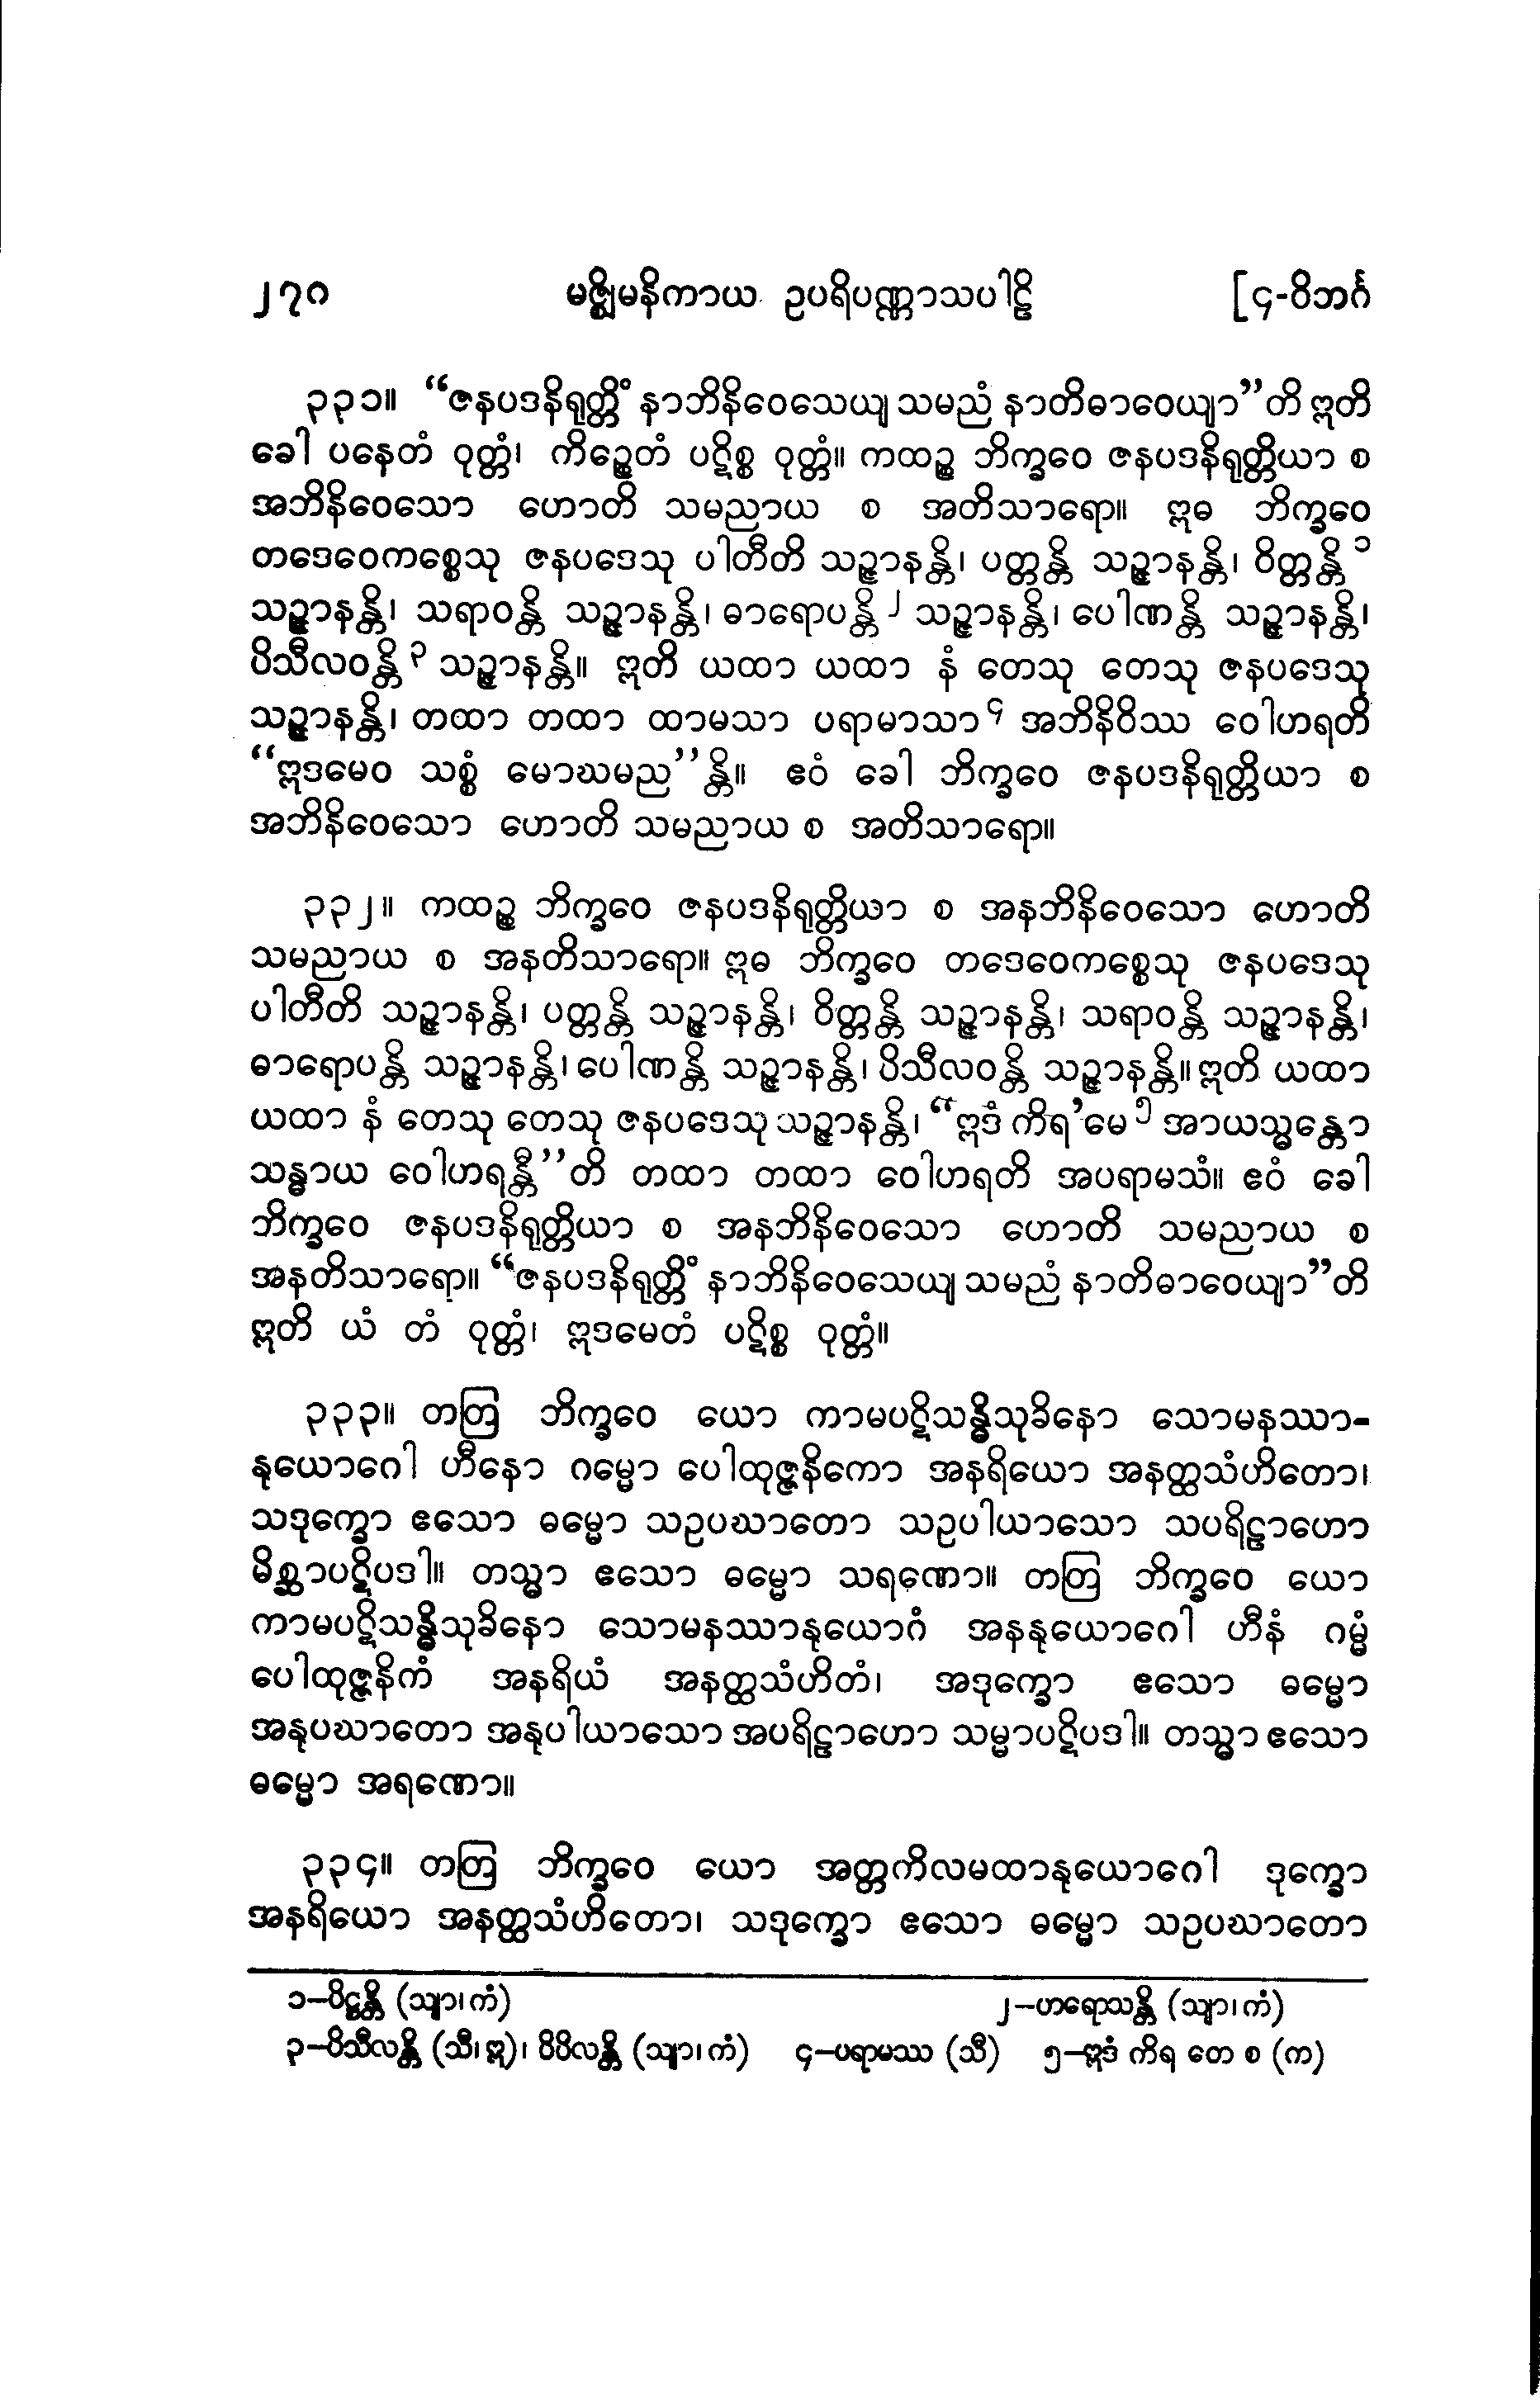 ၂၇၀ မဇ္ဈိမနိကာယ ဥပရိပဏ္ဏာသပါဠိ [၄-ဝိဘင်္ဂ
၃၃၁။ “ဇနပဒနိရုတ္တိံ နာဘိနိဝေသေယျ သမညံ နာတိဓာဝေယျာ”တိ ဣတိ
ခေါ ပနေတံ ဝုတ္တံ၊ ကိဉ္စေတံ ပဋိစ္စ ဝုတ္တံ။ ကထဉ္စ ဘိက္ခဝေ ဇနပဒနိရုတ္တိယာ စ
အဘိနိဝေသော ဟောတိ သမညာယ စ အတိသာရော။ ဣဓ ဘိက္ခဝေ
တဒေဝေကစ္စေသု ဇနပဒေသု ပါတီတိ သဉ္ဇာနန္တိ၊ ပတ္တန္တိ သဉ္ဇာနန္တိ၊ ဝိတ္တန္တိ ၁
သဉ္ဇာနန္တိ၊ သရာဝန္တိ သဉ္ဇာနန္တိ၊ ဓာရောပန္တိ ၂ သဉ္ဇာနန္တိ၊ ပေါဏန္တိ သဉ္ဇာနန္တိ၊
ပိသီလဝန္တိ ၃ သဉ္ဇာနန္တိ။ ဣတိ ယထာ ယထာ နံ တေသု တေသု ဇနပဒေသု
သဉ္ဇာနန္တိ၊ တထာ တထာ ထာမသာ ပရာမာသာ ၄ အဘိနိဝိဿ ဝေါဟရတိ
“ဣဒမေဝ သစ္စံ မောဃမည”န္တိ။ ဧဝံ ခေါ ဘိက္ခဝေ ဇနပဒနိရုတ္တိယာ စ
အဘိနိဝေသော ဟောတိ သမညာယ စ အတိသာရော။
၃၃၂။ ကထဉ္စ ဘိက္ခဝေ ဇနပဒနိရုတ္တိယာ စ အနဘိနိဝေသော ဟောတိ
သမညာယ စ အနတိသာရော။ ဣဓ ဘိက္ခဝေ တဒေဝေကစ္စေသု ဇနပဒေသု
ပါတီတိ သဉ္ဇာနန္တိ၊ ပတ္တန္တိ သဉ္ဇာနန္တိ၊ ဝိတ္တန္တိ သဉ္ဇာနန္တိ၊ သရာဝန္တိ သဉ္ဇာနန္တိ၊
ဓာရောပန္တိ သဉ္ဇာနန္တိ၊ ပေါဏန္တိ သဉ္ဇာနန္တိ၊ ပိသီလဝန္တိ သဉ္ဇာနန္တိ။ ဣတိ ယထာ
ယထာ နံ တေသု တေသု ဇနပဒေသု သဉ္ဇာနန္တိ၊ “ဣဒံ ကိရ’မေ ၅ အာယသ္မန္တော
သန္ဓာယ ဝေါဟရန္တီ”တိ တထာ တထာ ဝေါဟရတိ အပရာမသံ။ ဧဝံ ခေါ
ဘိက္ခဝေ ဇနပဒနိရုတ္တိယာ စ အနဘိနိဝေသော ဟောတိ သမညာယ စ
အနတိသာရော။ “ဇနပဒနိရုတ္တိံ နာဘိနိဝေသေယျ သမညံ နာတိဓာဝေယျာ”တိ
ဣတိ ယံ တံ ဝုတ္တံ၊ ဣဒမေတံ ပဋိစ္စ ဝုတ္တံ။
၃၃၃။ တတြ ဘိက္ခဝေ ယော ကာမပဋိသန္ဓိသုခိနော သောမနဿာ-
နုယောဂေါ ဟီနော ဂမ္မော ပေါထုဇ္ဇနိကော အနရိယော အနတ္ထသံဟိတော၊
သဒုက္ခော ဧသော ဓမ္မော သဥပဃာတော သဥပါယာသော သပရိဠာဟော
မိစ္ဆာပဋိပဒါ။ တသ္မာ ဧသော ဓမ္မော သရဏော။ တတြ ဘိက္ခဝေ ယော
ကာမပဋိသန္ဓိသုခိနော သောမနဿာနုယောဂံ အနနုယောဂေါ ဟီနံ ဂမ္မံ
ပေါထုဇ္ဇနိကံ အနရိယံ အနတ္ထသံဟိတံ၊ အဒုက္ခော ဧသော ဓမ္မော
အနုပဃာတော အနုပါယာသော အပရိဠာဟော သမ္မာပဋိပဒါ။ တသ္မာ ဧသော
ဓမ္မော အရဏော။
၃၃၄။ တတြ ဘိက္ခဝေ ယော အတ္တကိလမထာနုယောဂေါ ဒုက္ခော
အနရိယော အနတ္ထသံဟိတော၊ သဒုက္ခော ဧသော ဓမ္မော သဥပဃာတော
၁–ပိဋ္ဌန္တိ (သျာ၊ကံ) ၂–ဟရောသန္တိ (သျာ၊ကံ)
၃–ပိသီလန္တိ (သီ၊ဣ)၊ ပိပိလန္တိ (သျာ၊ကံ) ၄–ပရာမဿ (သီ) ၅–ဣဒံ ကိရ တေ စ (က)